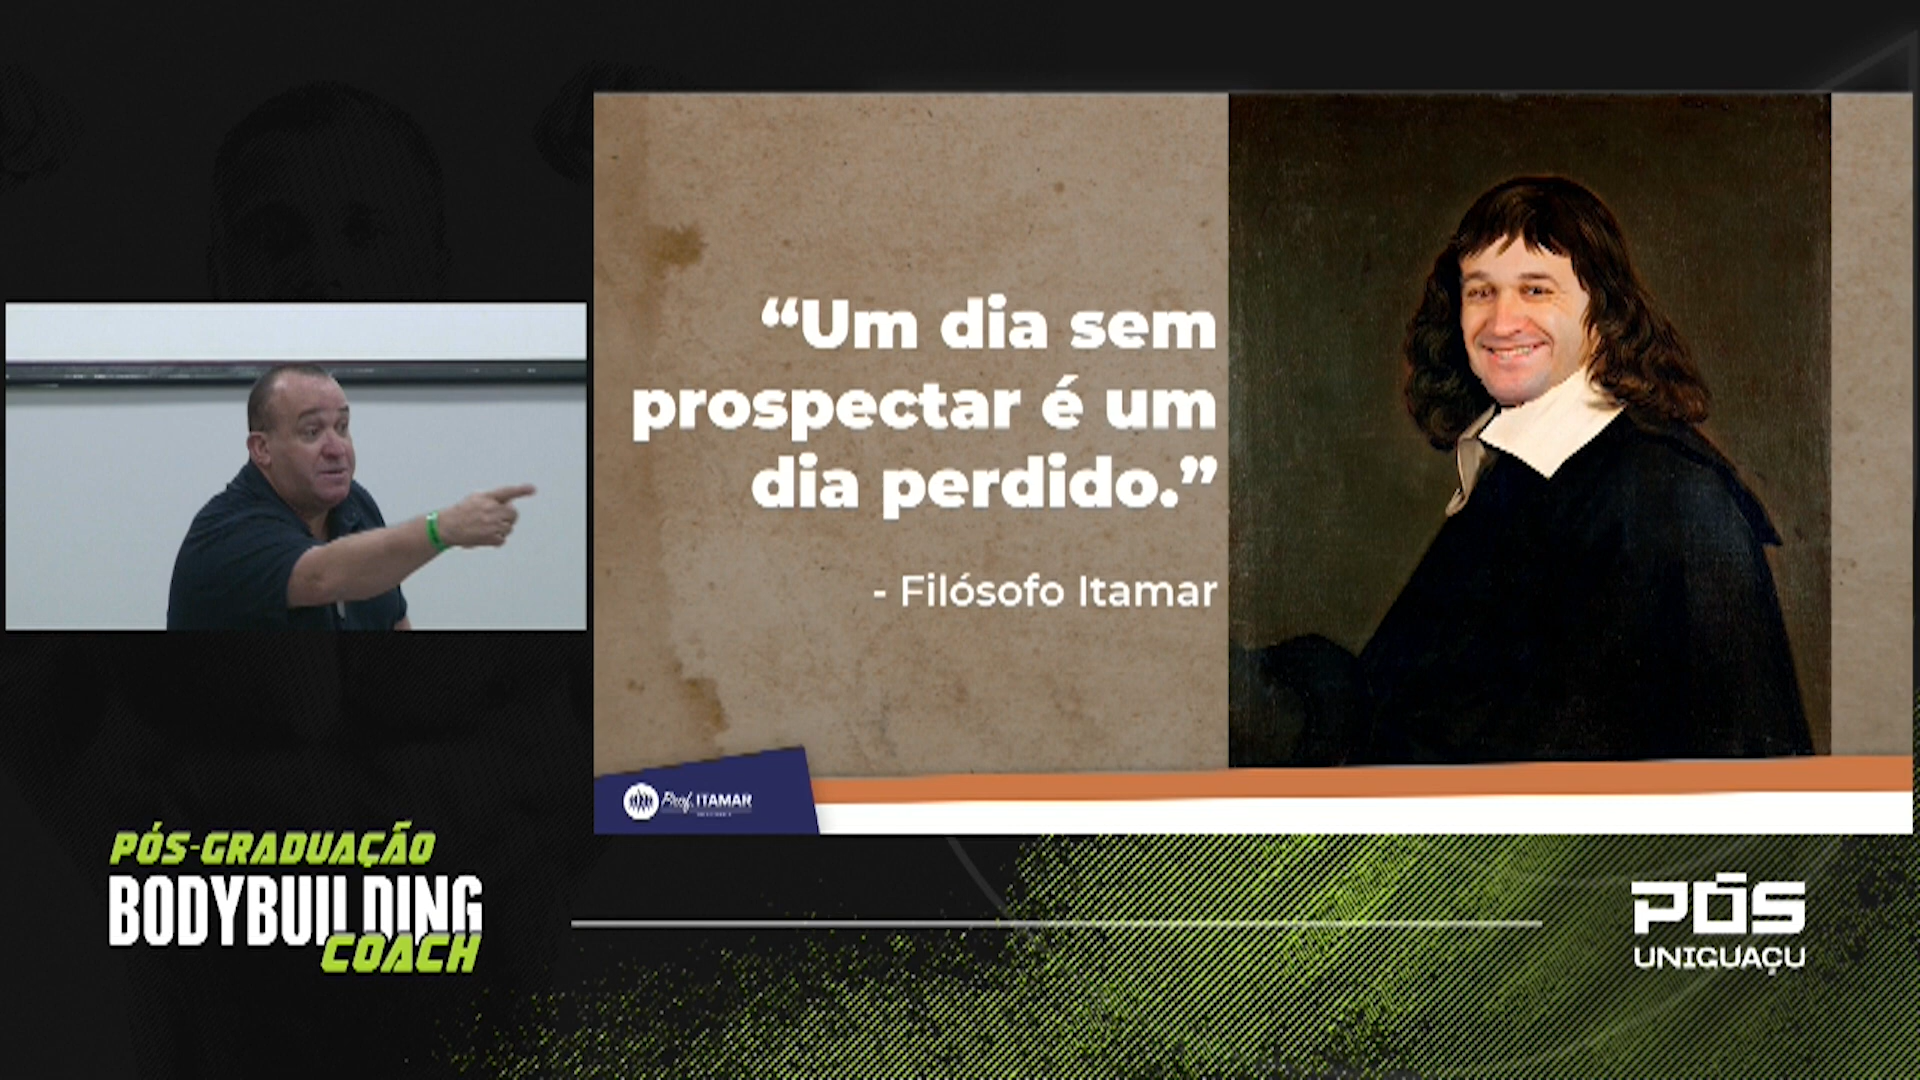 “Um dia sem
prospectar é um
dia perdido.”
- Filósofo Itamar
Prof. ITAMAR
PÓS-GRADUAÇÃO
BODYBUILDING
COACH
PÓS
UNIGUAÇU